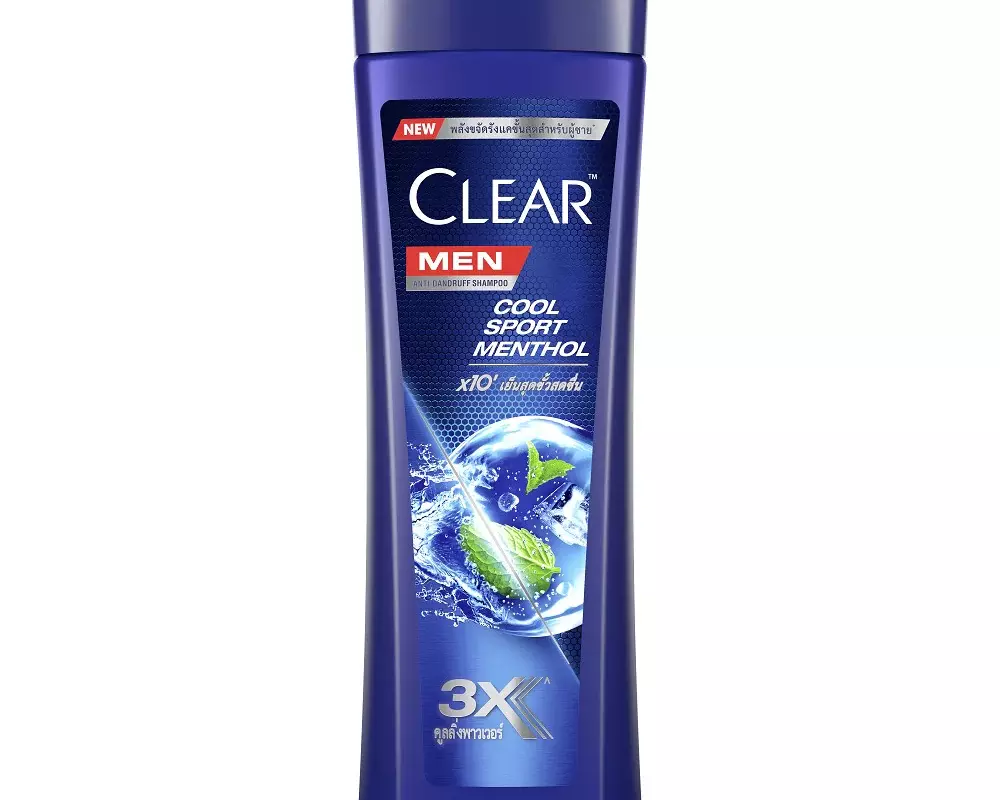 NEW พลังขจัดรังแคขั้นสุดสำหรับผู้ชาย*
CLEAR™
MEN
ANTI-DANDRUFF SHAMPOO
COOL
SPORT
MENTHOL
x10' เย็นสุดขั้วสดชื่น
3X^
คูลลิ่งพาวเวอร์